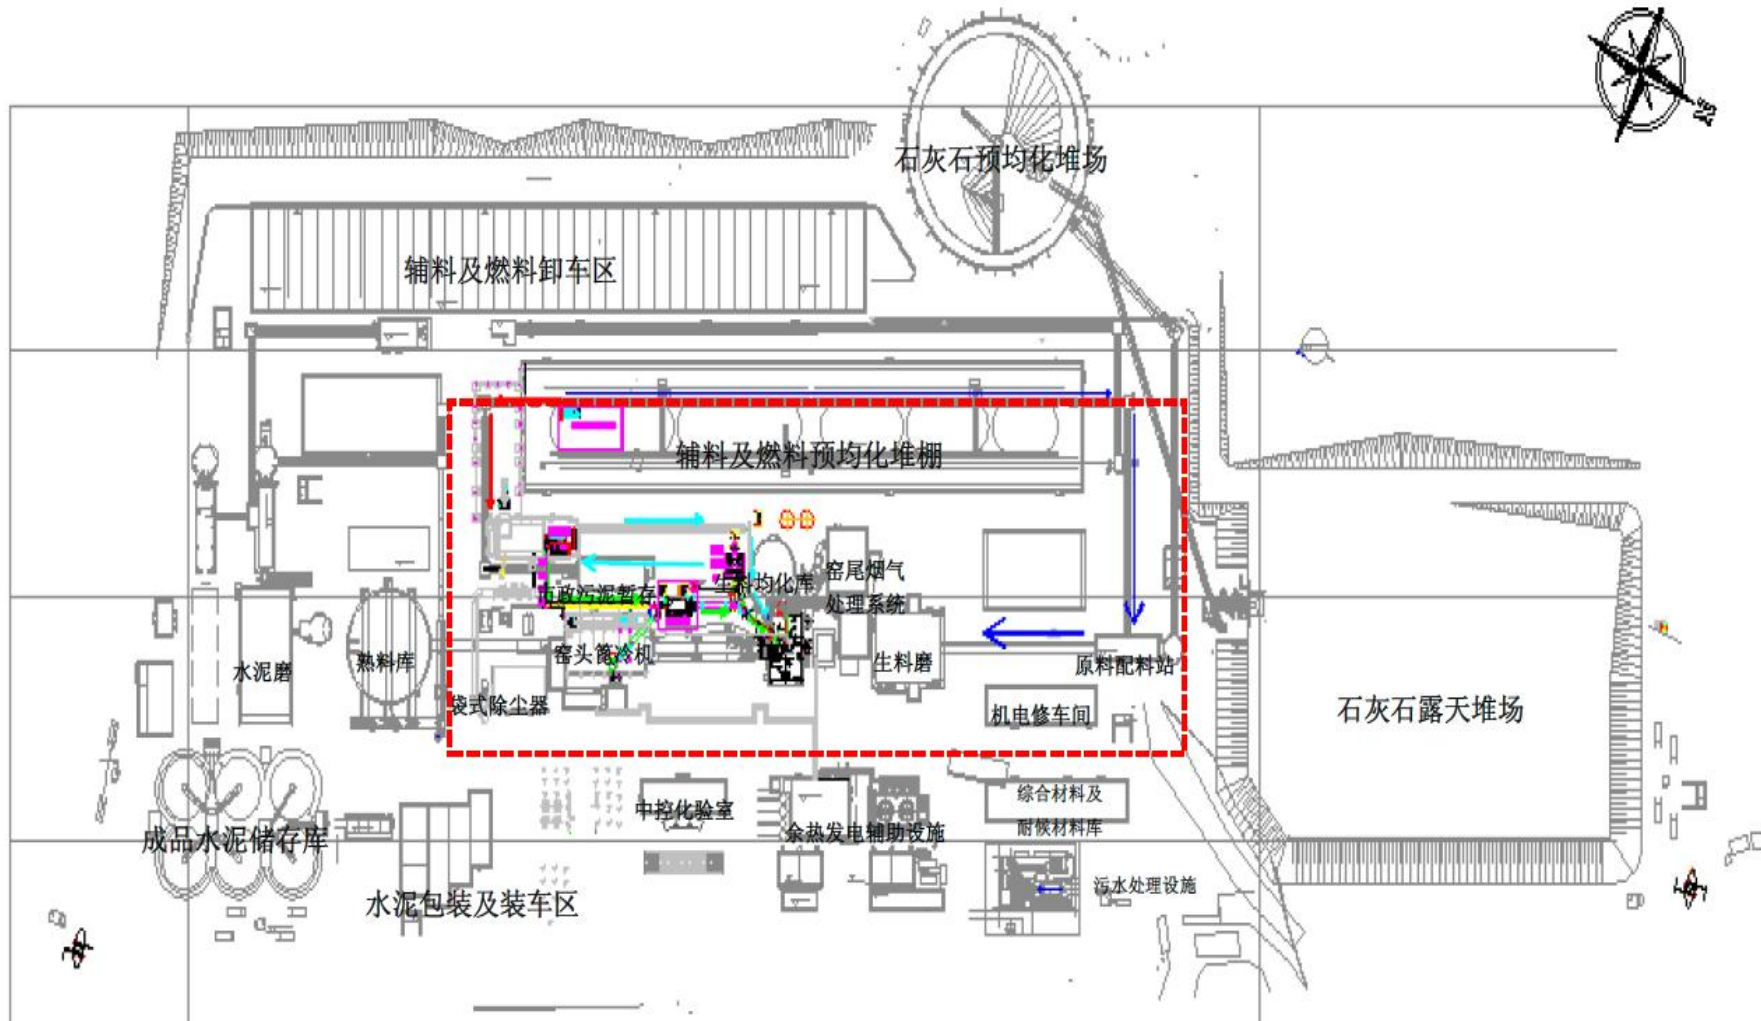 石灰石预均化堆场
辅料及燃料卸车区
辅料及燃料预均化堆棚
窑尾烟气
处理系统
生料均化库
市政污泥暂存
水泥磨
熟料库
窑头篦冷机
生料磨
原料配料站
袋式除尘器
机电修车间
石灰石露天堆场
中控化验室
综合材料及
耐候材料库
成品水泥储存库
余热发电辅助设施
水泥包装及装车区
污水处理设施